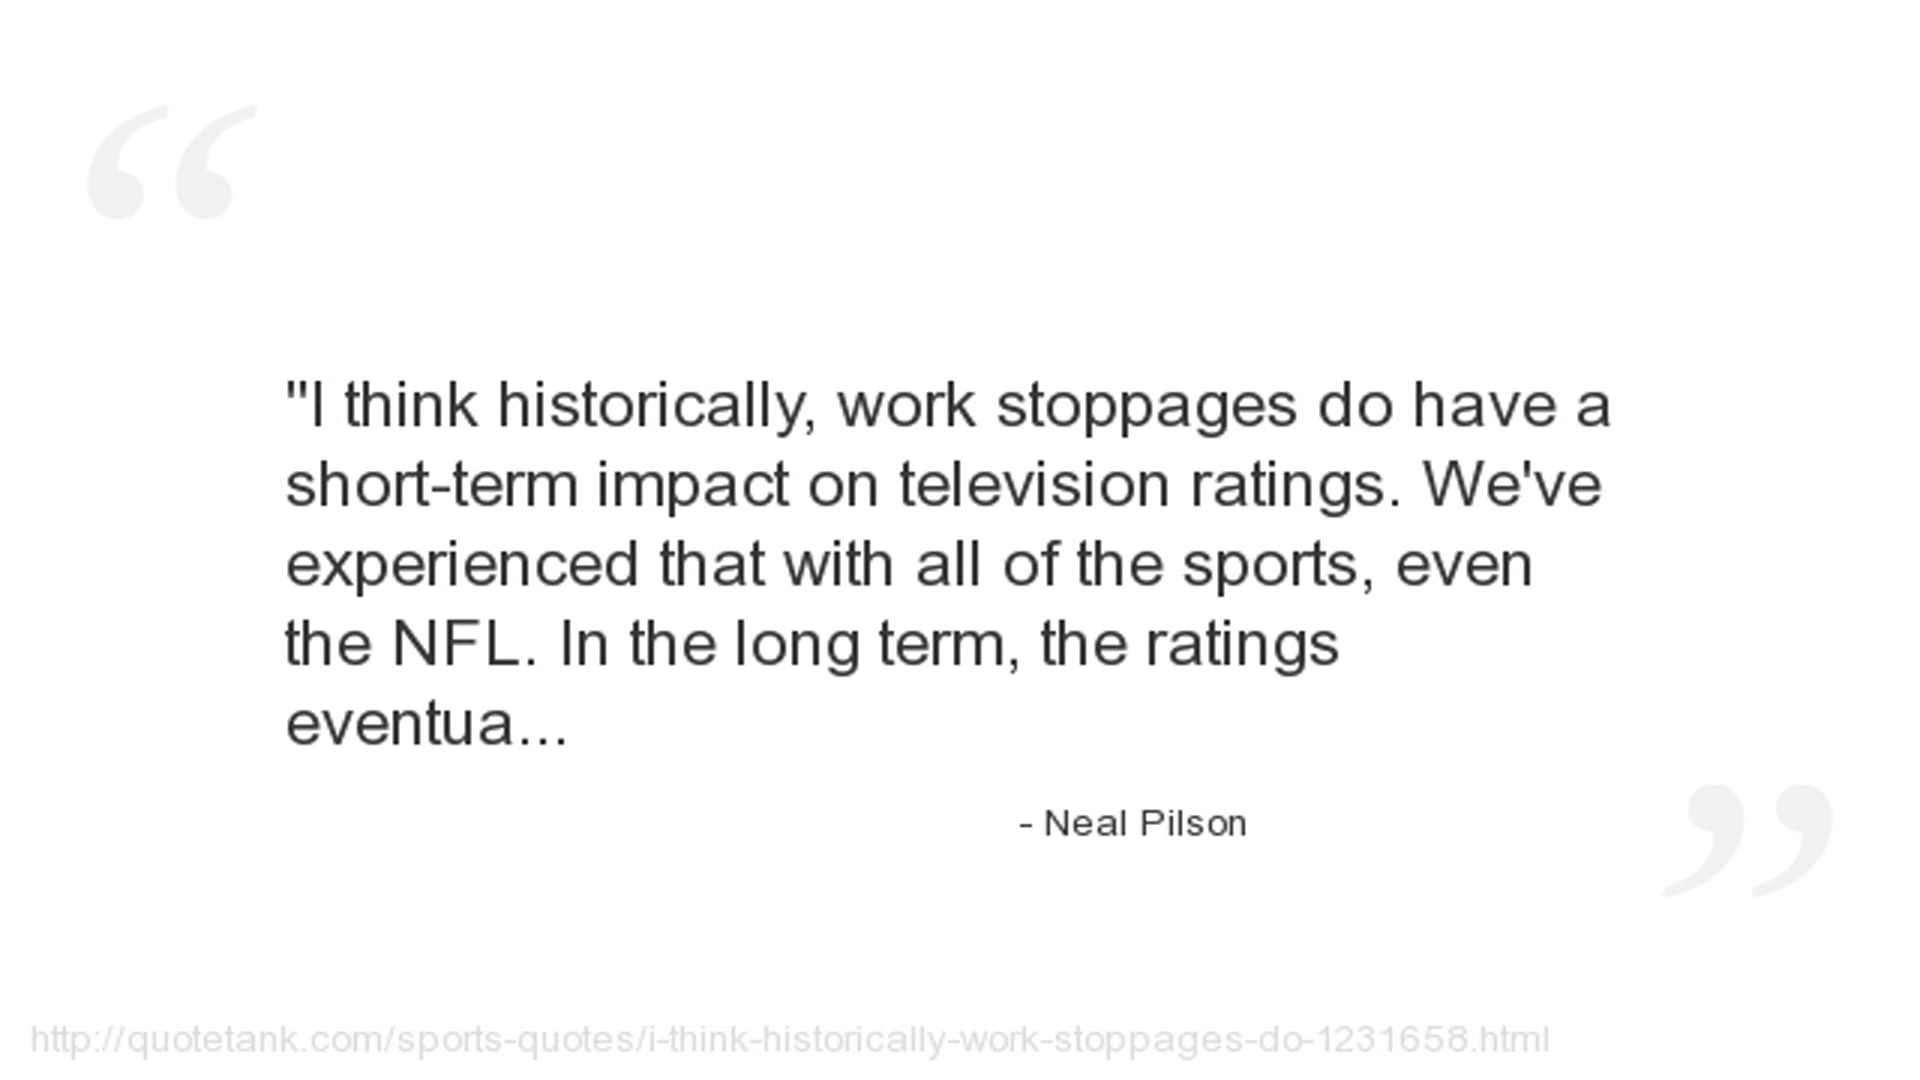 "I think historically, work stoppages do have a
short-term impact on television ratings. We've
experienced that with all of the sports, even
the NFL. In the long term, the ratings
eventua...
- Neal Pilson
http://quotetank.com/sports-quotes/i-think-historically-work-stoppages-do-1231658.html